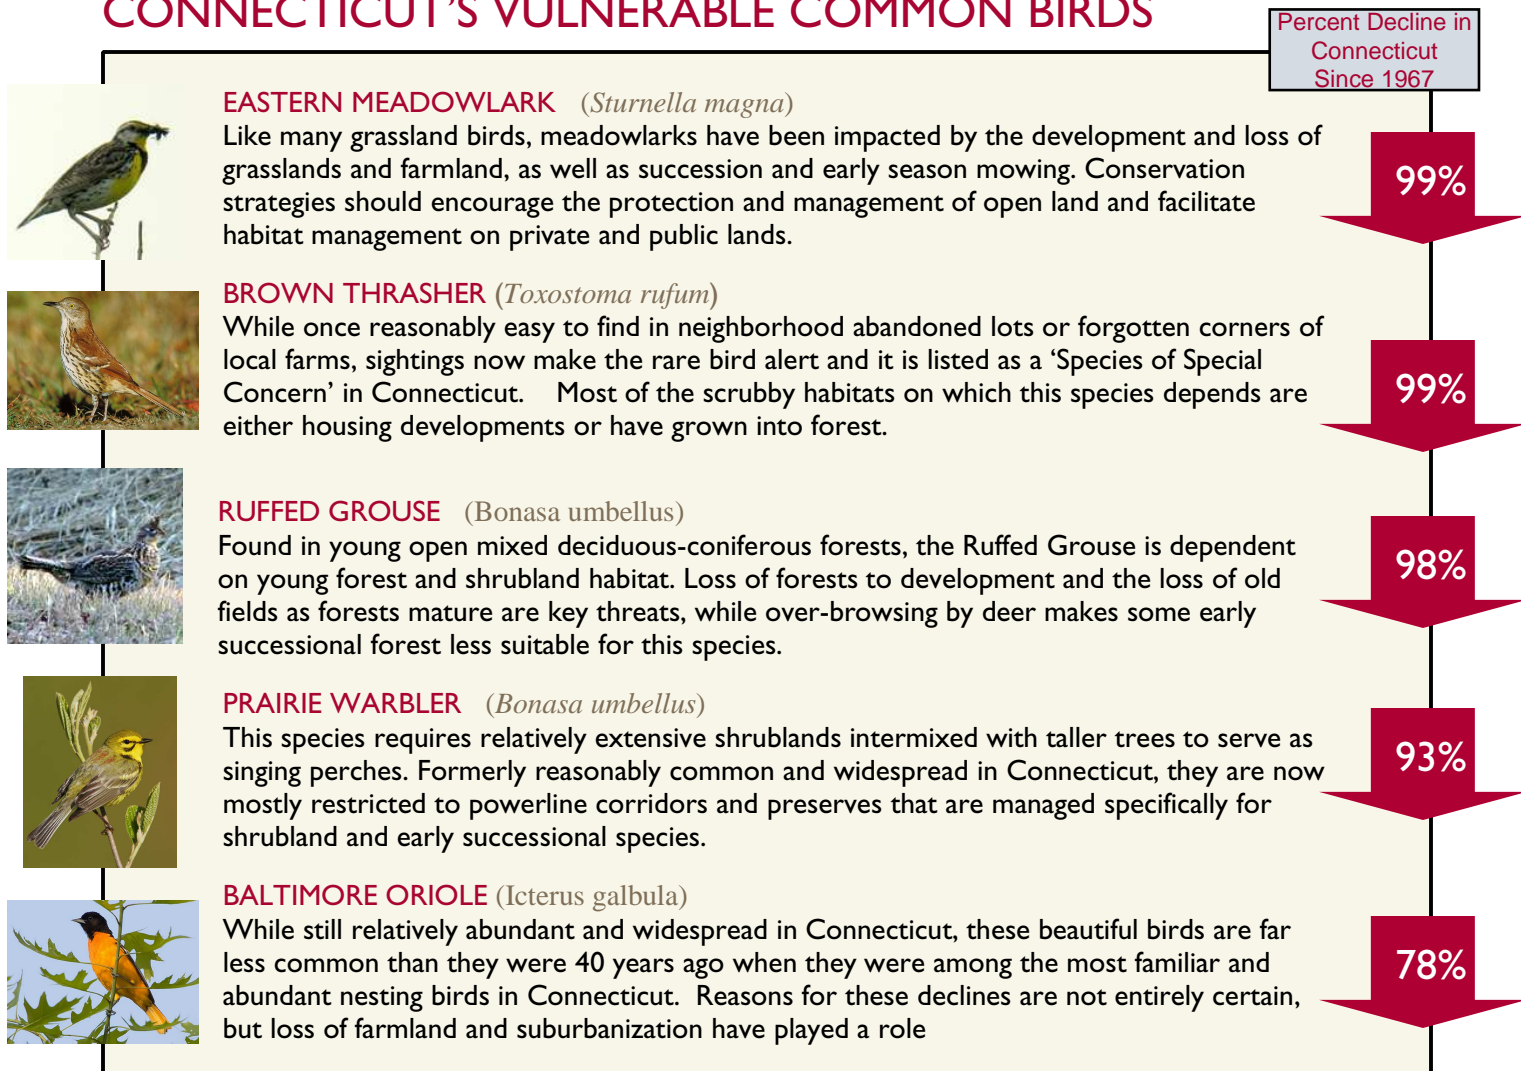 CONNECTICUT'S VULNERABLE COMMON BIRDS
Percent Decline in
Connecticut
Since 1967
EASTERN MEADOWLARK (Sturnella magna)
Like many grassland birds, meadowlarks have been impacted by the development and loss of
grasslands and farmland, as well as succession and early season mowing. Conservation
strategies should encourage the protection and management of open land and facilitate
habitat management on private and public lands.
99%
BROWN THRASHER (Toxostoma rufum)
While once reasonably easy to find in neighborhood abandoned lots or forgotten corners of
local farms, sightings now make the rare bird alert and it is listed as a ‘Species of Special
Concern’ in Connecticut. Most of the scrubby habitats on which this species depends are
either housing developments or have grown into forest.
99%
RUFFED GROUSE (Bonasa umbellus)
Found in young open mixed deciduous-coniferous forests, the Ruffed Grouse is dependent
on young forest and shrubland habitat. Loss of forests to development and the loss of old
fields as forests mature are key threats, while over-browsing by deer makes some early
successional forest less suitable for this species.
98%
PRAIRIE WARBLER (Bonasa umbellus)
This species requires relatively extensive shrublands intermixed with taller trees to serve as
singing perches. Formerly reasonably common and widespread in Connecticut, they are now
mostly restricted to powerline corridors and preserves that are managed specifically for
shrubland and early successional species.
93%
BALTIMORE ORIOLE (Icterus galbula)
While still relatively abundant and widespread in Connecticut, these beautiful birds are far
less common than they were 40 years ago when they were among the most familiar and
abundant nesting birds in Connecticut. Reasons for these declines are not entirely certain,
but loss of farmland and suburbanization have played a role
78%